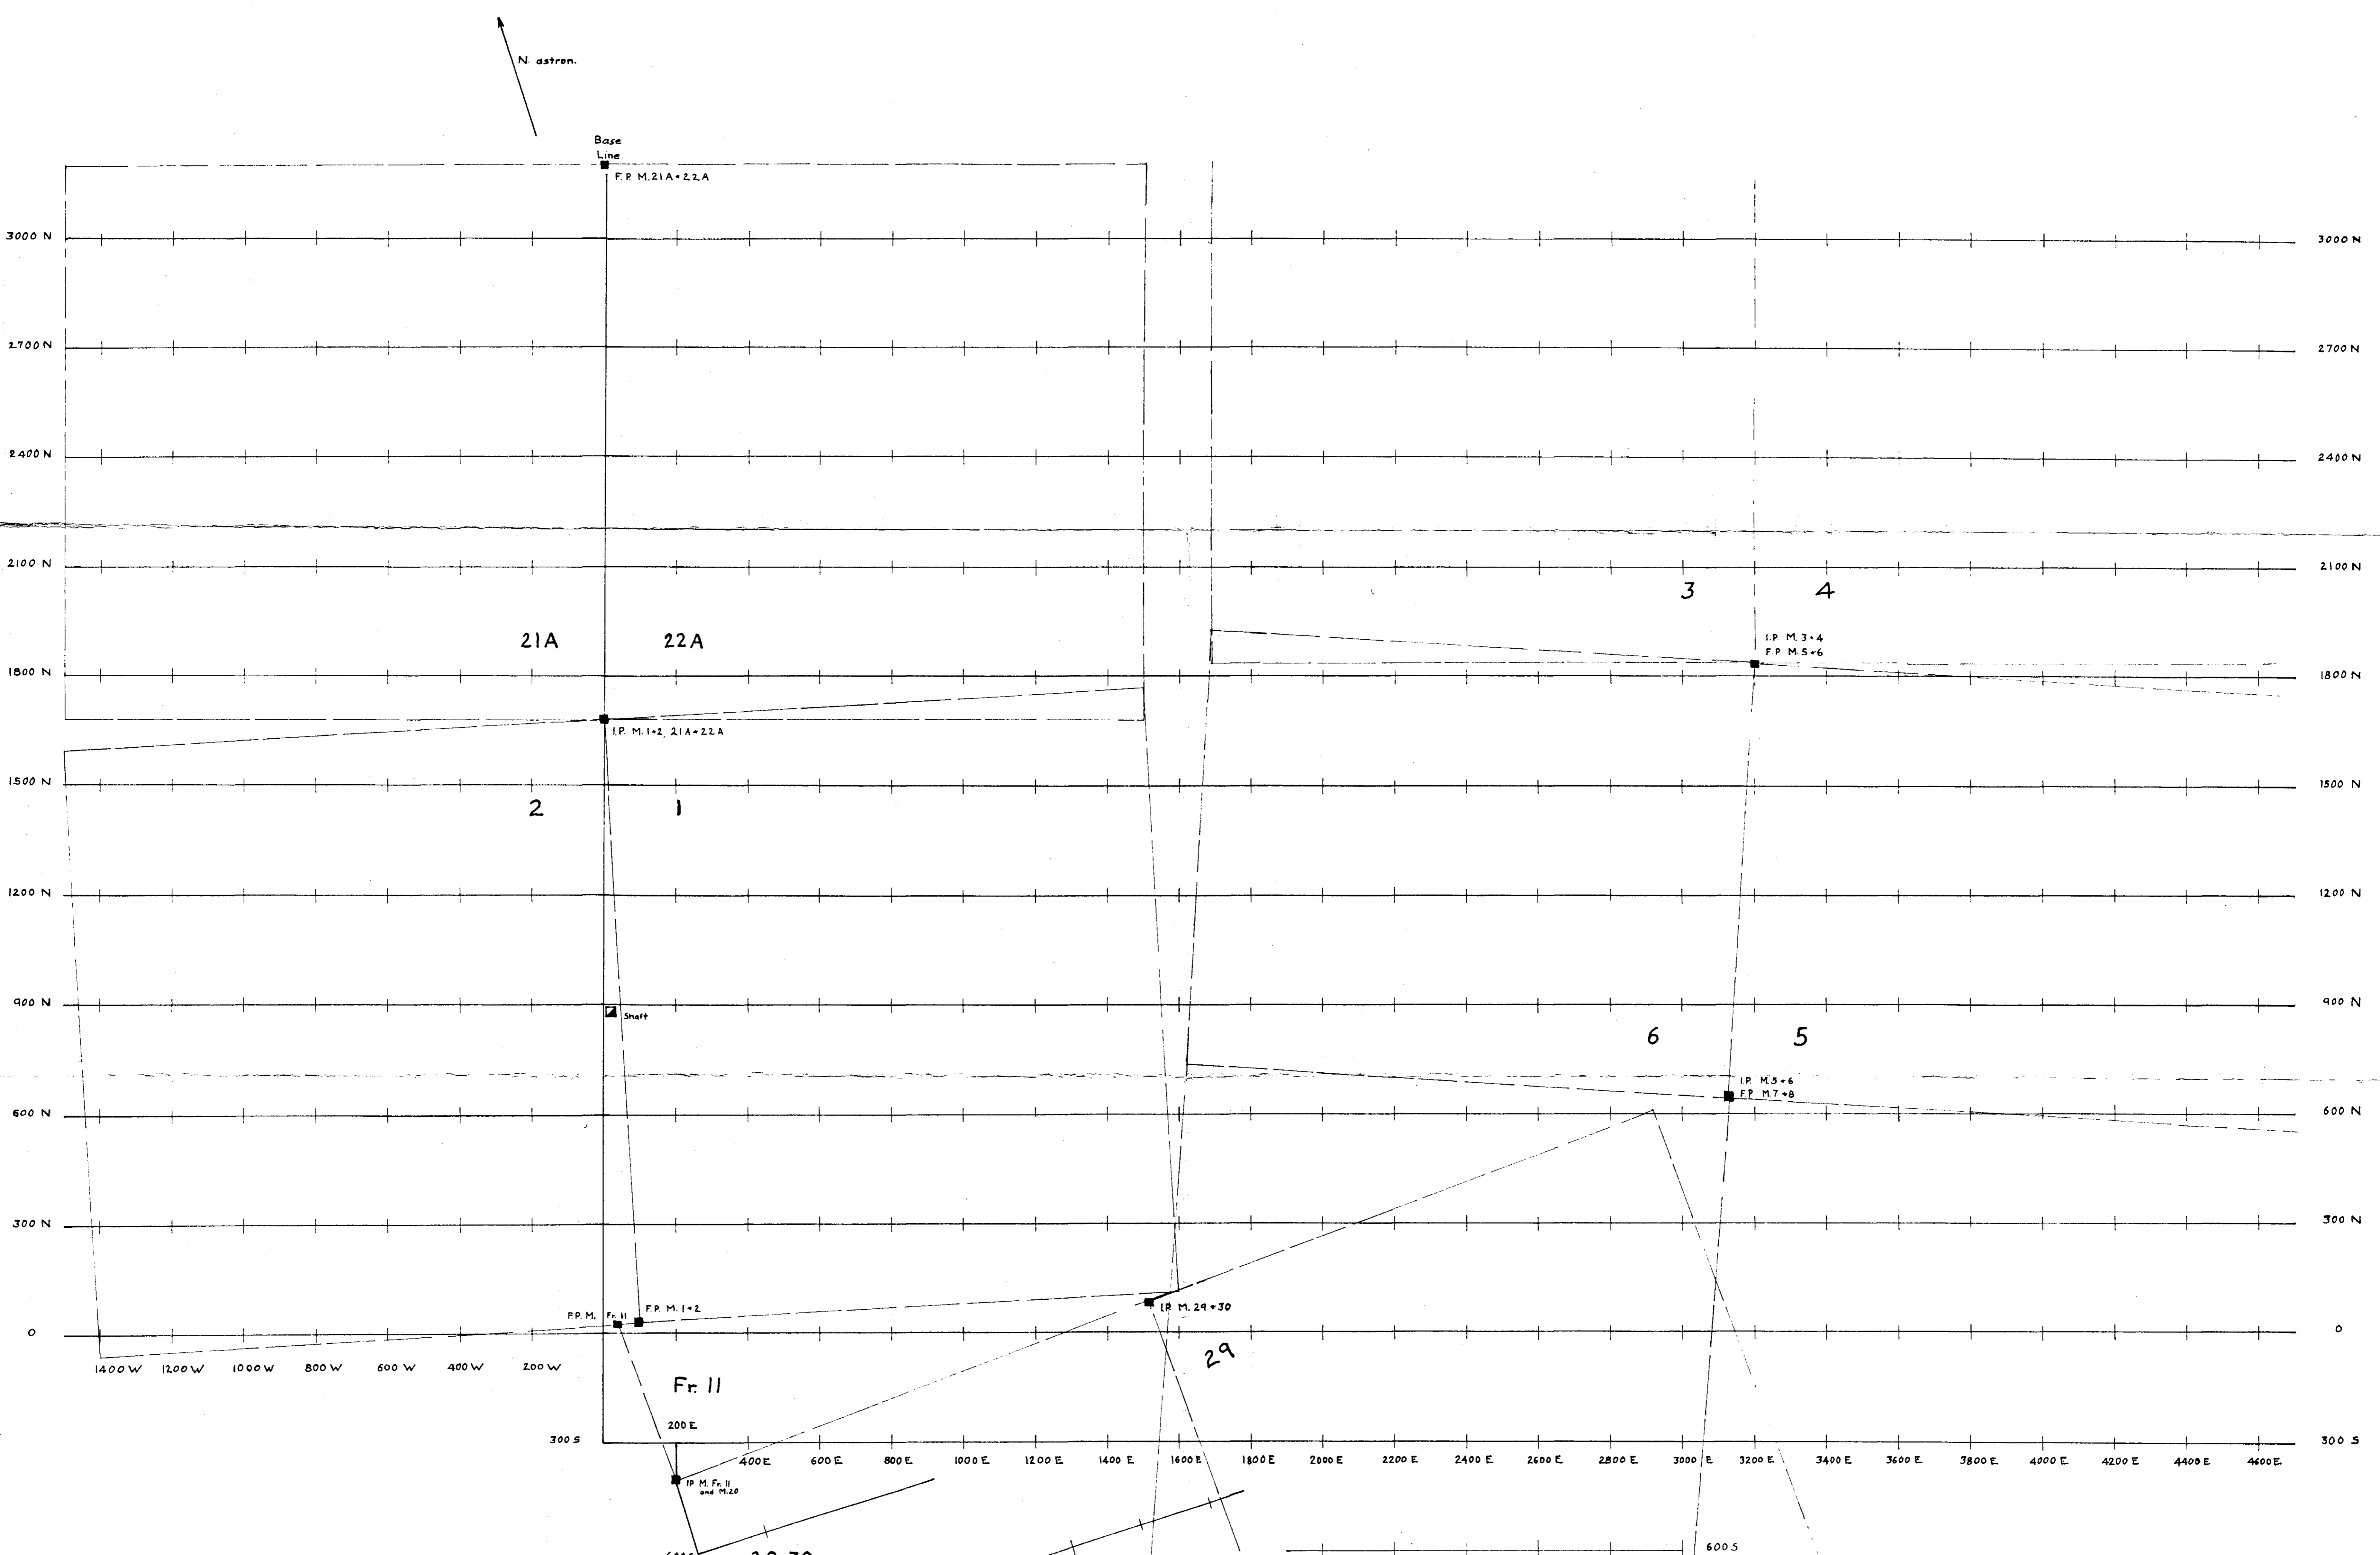 N. astron.
Base
Line
F.P. M.21A+22A
3000 N 3000 N
2700 N 2700 N
2400 N 2400 N
2100 N 2100 N
3 4
21A 22A
I.P. M. 3+4
F.P. M.5+6
1800 N 1800 N
I.P. M. 1+2, 21A+22A
1500 N 1500 N
2 1
1200 N 1200 N
900 N 900 N
Shaft
6 5
I.P. M.5+6
F.P. M.7+8
600 N 600 N
300 N 300 N
F.P. M. Fr. 11 F.P. M. 1+2 I.P. M. 29+30
0 0
29
1400 W 1200 W 1000 W 800 W 600 W 400 W 200 W
Fr. 11
200 E
300 S 300 S
400 E 600 E 800 E 1000 E 1200 E 1400 E 1600 E 1800 E 2000 E 2200 E 2400 E 2600 E 2800 E 3000 E 3200 E 3400 E 3600 E 3800 E 4000 E 4200 E 4400 E 4600 E
I.P. M. Fr. 11
and M.20
600 S